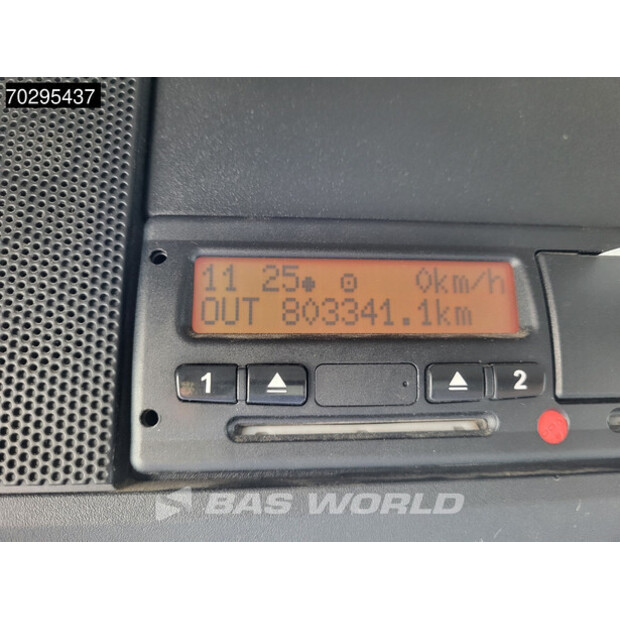 70295437
11 25 0km/h
OUT 803341.1km
1 2
BAS WORLD